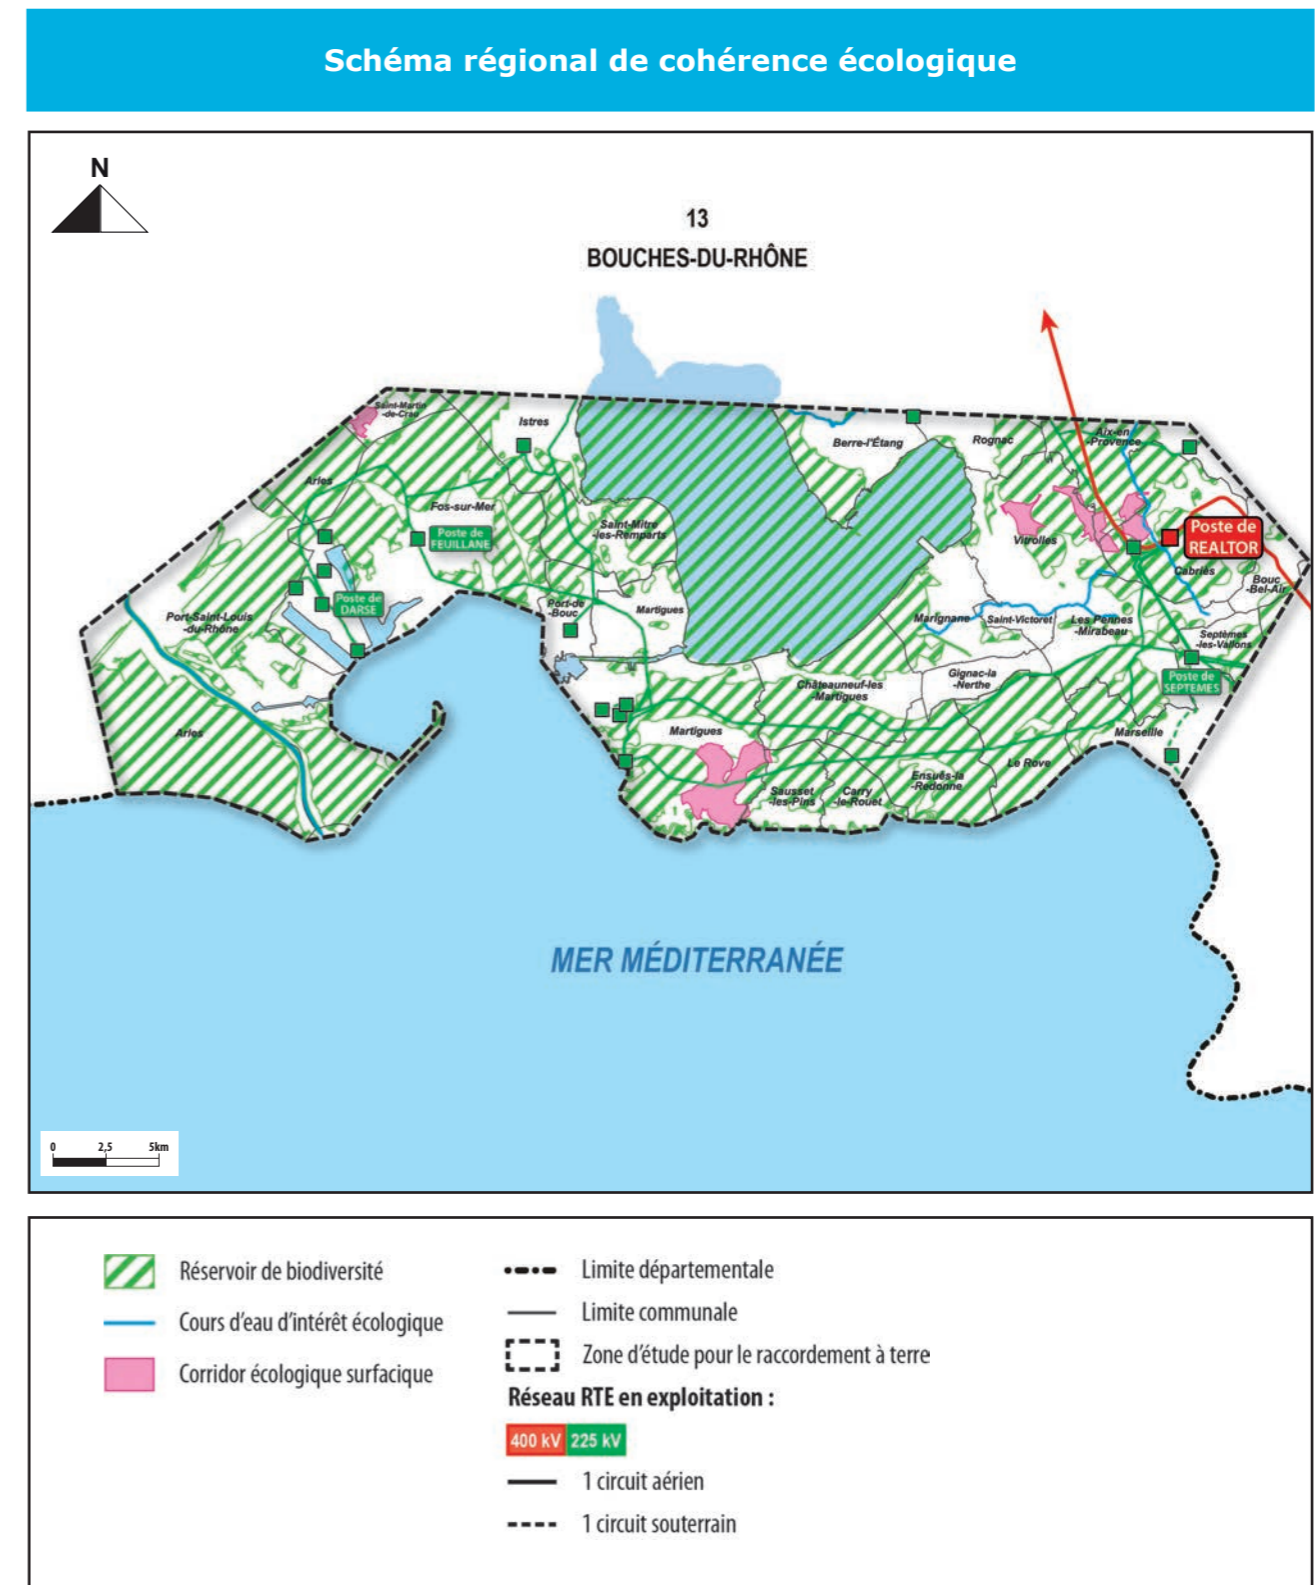 Schéma régional de cohérence écologique
N
13
BOUCHES-DU-RHÔNE
Saint-Martin
-de-Crau
Istres
Berre-l'Étang
Rognac
Aix-en
-Provence
Arles
Fos-sur-Mer
Poste de
FEUILLANE
Saint-Mitre
-les-Remparts
Vitrolles
Poste de
REALTOR
Cabriès
Bouc
-Bel-Air
Poste de
DARSE
Port-de
-Bouc
Martigues
Port-Saint-Louis
-du-Rhône
Marignane
Saint-Victoret
Les Pennes
-Mirabeau
Septèmes
-les-Vallons
Poste de
SEPTEMES
Châteauneuf-les
-Martigues
Gignac-la
-Nerthe
Arles
Martigues
Marseille
Le Rove
Ensuès-la
-Redonne
Sausset
-les-Pins
Carry
-le-Rouet
MER MÉDITERRANÉE
0 2,5 5km
Réservoir de biodiversité
Cours d'eau d'intérêt écologique
Corridor écologique surfacique
Limite départementale
Limite communale
Zone d'étude pour le raccordement à terre
Réseau RTE en exploitation :
400 kV 225 kV
1 circuit aérien
1 circuit souterrain